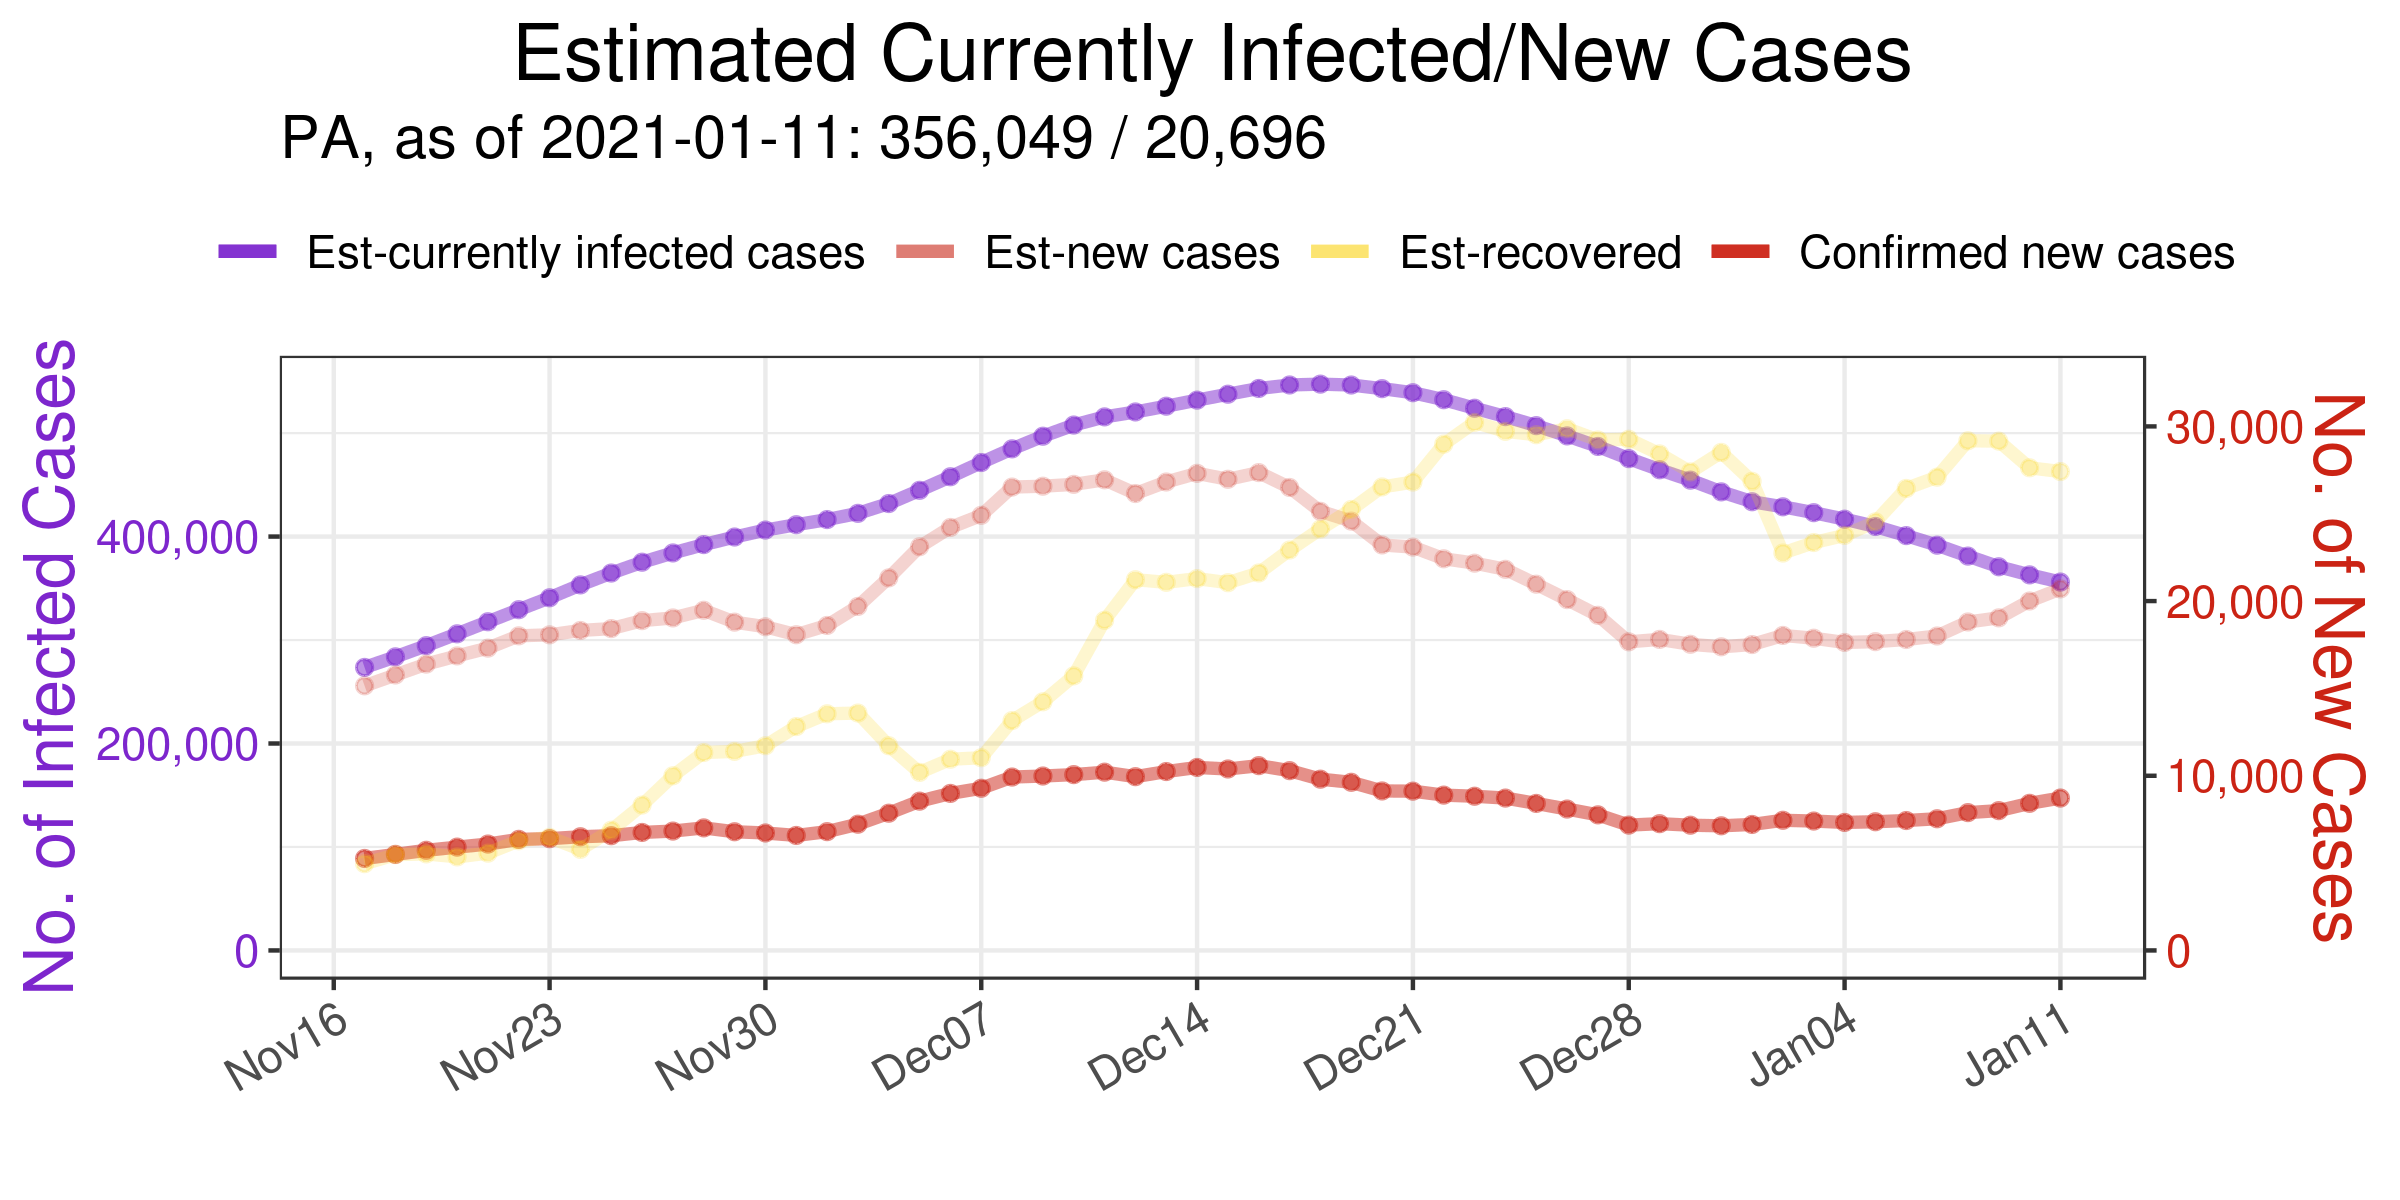 Estimated Currently Infected/New Cases
PA, as of 2021-01-11: 356,049 / 20,696
Est-currently infected cases Est-new cases Est-recovered Confirmed new cases
No. of Infected Cases
400,000
200,000
0
30,000
20,000
10,000
0
No. of New Cases
Nov16 Nov23 Nov30 Dec07 Dec14 Dec21 Dec28 Jan04 Jan11